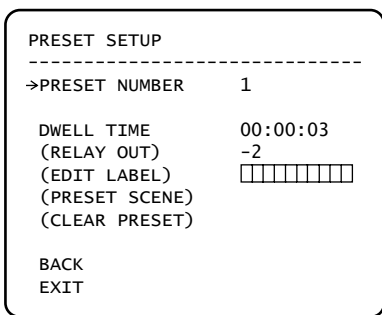 PRESET SETUP
------------------------------
→PRESET NUMBER 1
DWELL TIME 00:00:03
(RELAY OUT) –2
(EDIT LABEL)
(PRESET SCENE)
(CLEAR PRESET)
BACK
EXIT